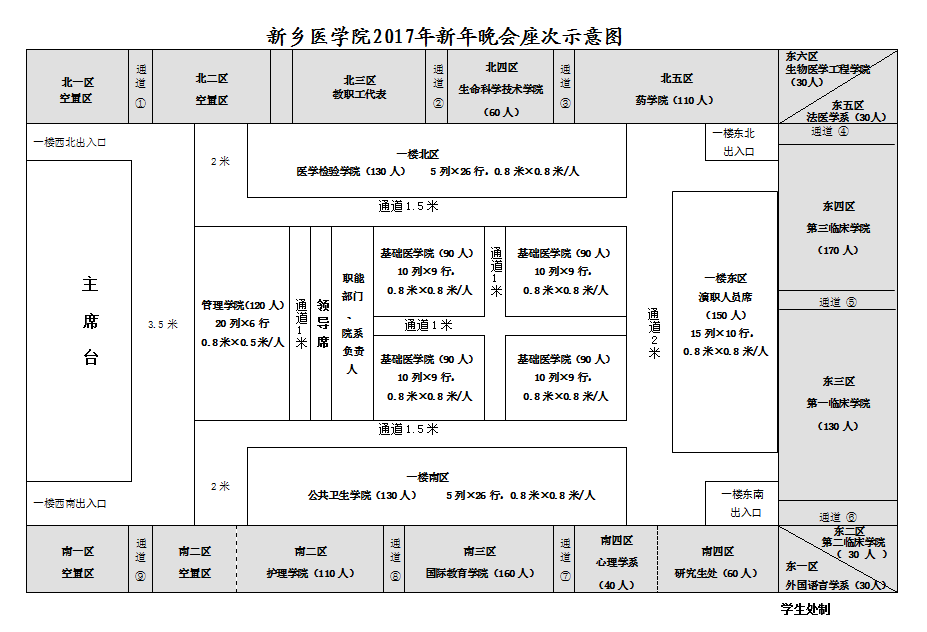 新乡医学院2017年新年晚会座次示意图
北一区
空置区
通道①
北二区
空置区
北三区
教职工代表
通道②
北四区
生命科学技术学院
(60人)
通道③
北五区
药学院(110人)
东六区
生物医学工程学院
(30人)
东五区
法医学系(30人)
通道 ④
一楼西北出入口
2米
一楼北区
医学检验学院(130人) 5列×26行. 0.8米×0.8米/人
一楼东北
出入口
通道1.5米
主席台
3.5米
管理学院(120人)
20列×6行
0.8米×0.5米/人
通道1米
领导席
职能
部门
、
院系
负责
人
基础医学院(90人)
10列×9行.
0.8米×0.8米/人
通道1米
基础医学院(90人)
10列×9行.
0.8米×0.8米/人
通道1米
基础医学院(90人)
10列×9行.
0.8米×0.8米/人
基础医学院(90人)
10列×9行.
0.8米×0.8米/人
通道2米
一楼东区
演职人员席
(150人)
15列×10行.
0.8米×0.8米/人
东四区
第三临床学院
(170人)
通道 ⑤
东三区
第一临床学院
(130人)
通道1.5米
一楼西南出入口
2米
一楼南区
公共卫生学院(130人) 5列×26行. 0.8米×0.8米/人
一楼东南
出入口
通道 ⑥
南一区
空置区
通道⑨
南二区
空置区
南二区
护理学院(110人)
通道⑧
南三区
国际教育学院(160人)
通道⑦
南四区
心理学系
(40人)
南四区
研究生处(60人)
东二区
第二临床学院
( 30 人 )
东一区
外国语言学系(30人)
学生处制